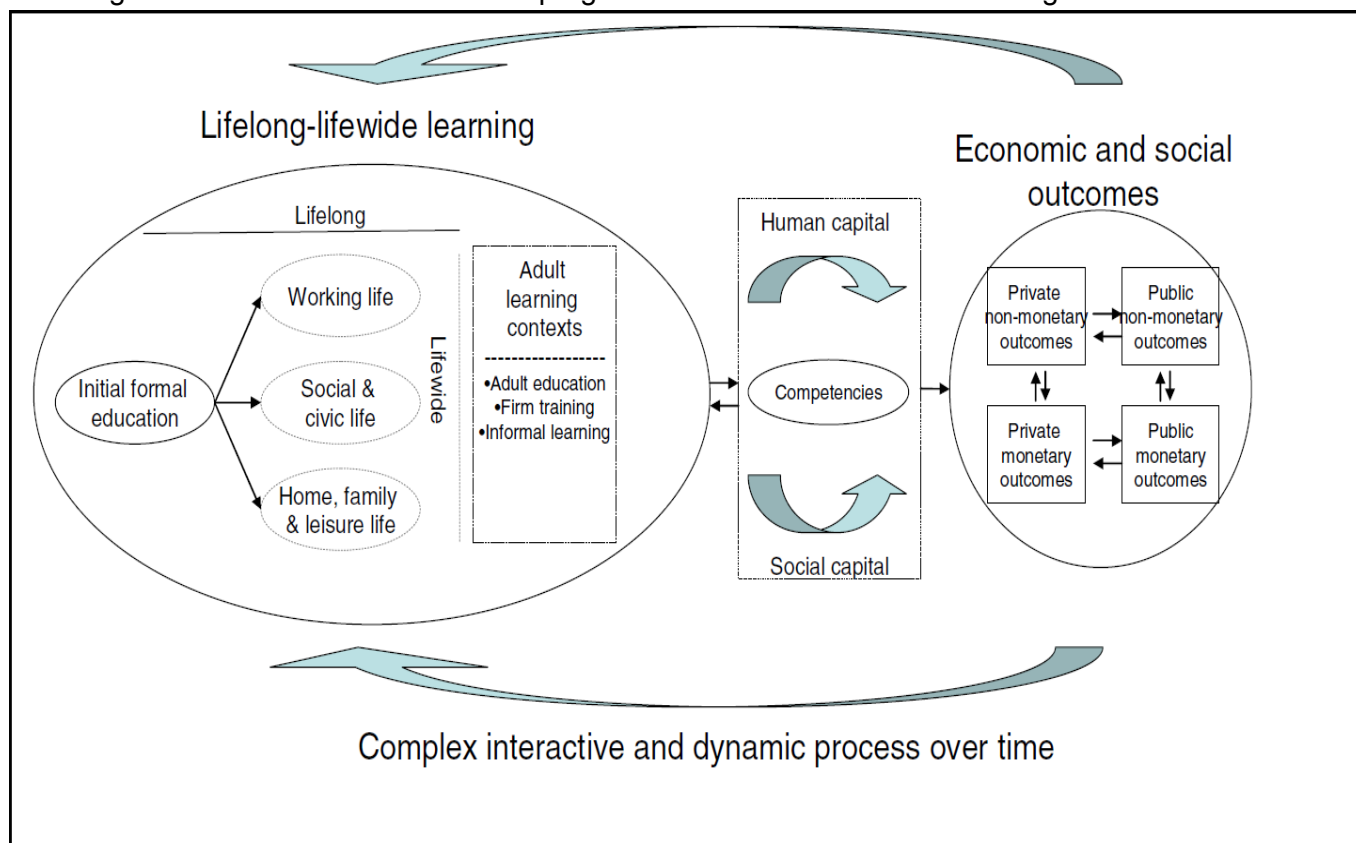 Lifelong-lifewide learning
Economic and social
outcomes
Lifelong
Working life
Initial formal
education
Social &
civic life
Home, family
& leisure life
Lifewide
Adult
learning
contexts
•Adult education
•Firm training
•Informal learning
Human capital
Competencies
Social capital
Private
non-monetary
outcomes
Public
non-monetary
outcomes
Private
monetary
outcomes
Public
monetary
outcomes
Complex interactive and dynamic process over time